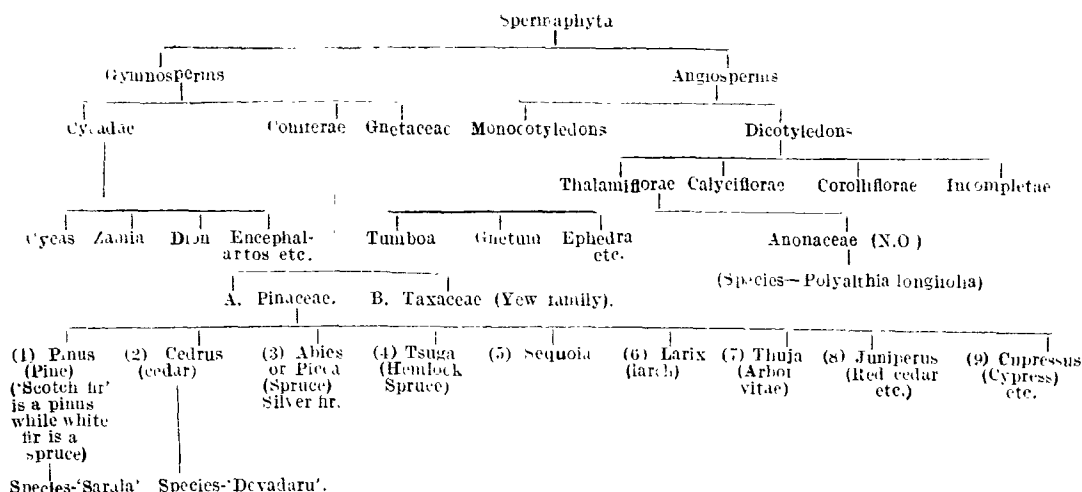 Spermaphyta
Gymnosperms Angiosperms
Cycadae Coniferae Gnetaceae Monocotyledons Dicotyledons
Thalamiflorae Calyciflorae Corolliflorae Incompletae
Cycas Zamia Dion Encephal- Tumboa Gnetum Ephedra Anonaceae (N.O)
artos etc. etc.
(Species—Polyalthia longifolia)
A. Pinaceae. B. Taxaceae (Yew family).
(1) Pinus (2) Cedrus (3) Abies (4) Tsuga (5) Sequoia (6) Larix (7) Thuja (8) Juniperus (9) Cupressus
(Pine) (cedar) or Picea (Hemlock (larch) (Arbor (Red cedar (Cypress)
('Scotch fir' (Spruce) Spruce) vitae) etc.) etc.
is a pinus Silver fir.
while white
fir is a
spruce)
Species-'Sarala' Species-'Devadaru'.